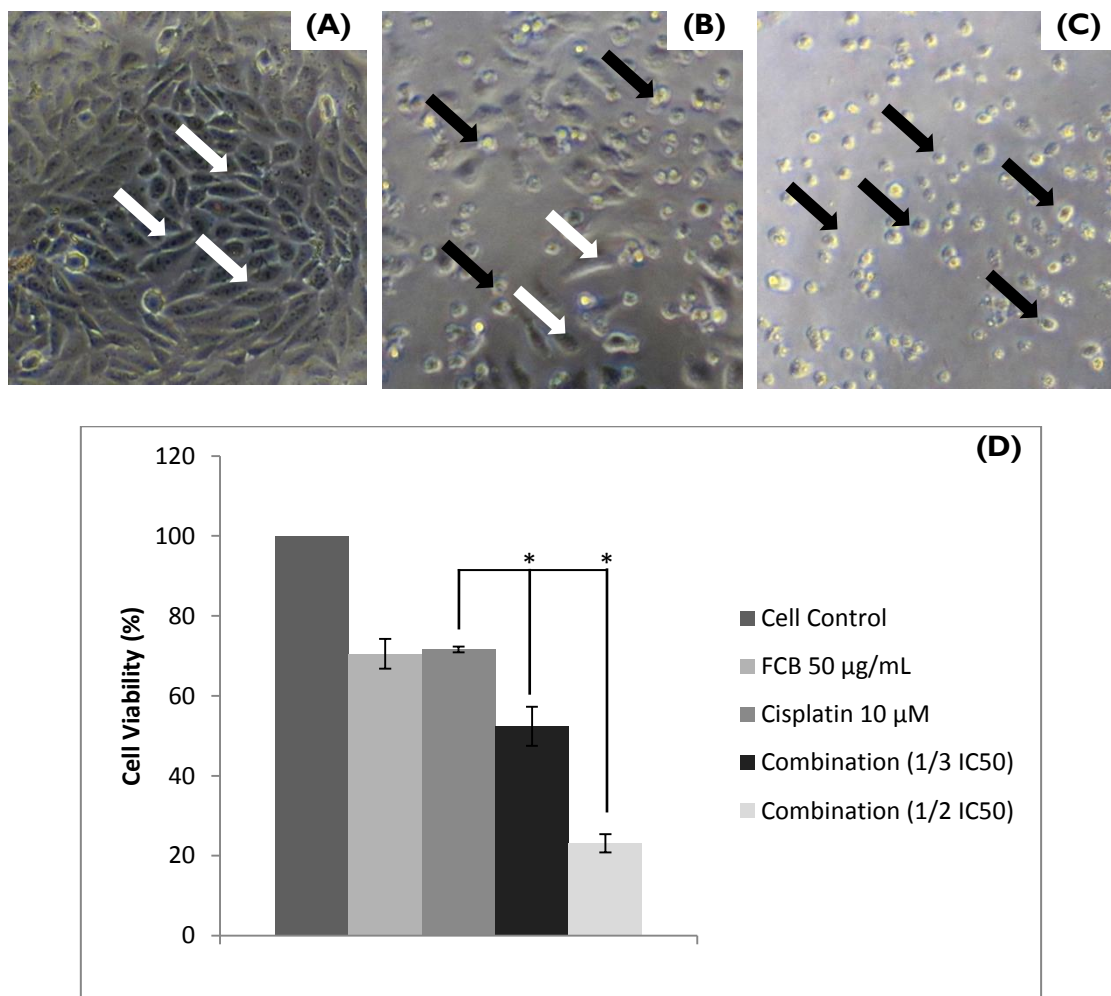 (A)
(B)
(C)
(D)
120
100
80
60
40
20
0
Cell Viability (%)
*
*
Cell Control
FCB 50 µg/mL
Cisplatin 10 µM
Combination (1/3 IC50)
Combination (1/2 IC50)